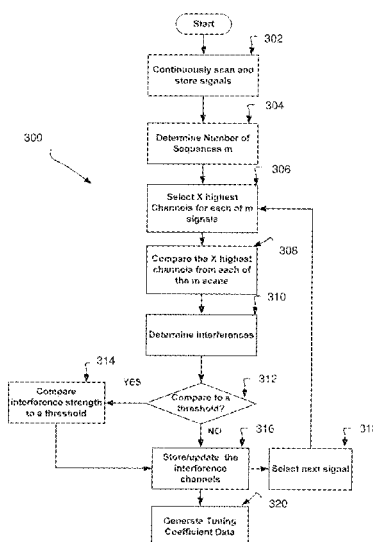 Start
302
Continuously scan and
store signals
304
Determine Number of
Sequences m
300
306
Select X highest
Channels for each of m
signals
308
Compare the X highest
channels from each of
the m scans
310
Determine interferences
314
312
YES
Compare
interference strength
to a threshold
Compare to a
threshold?
NO
316
Store/update the
interference
channels
Select next signal
320
Generate Tuning
Coefficient Data